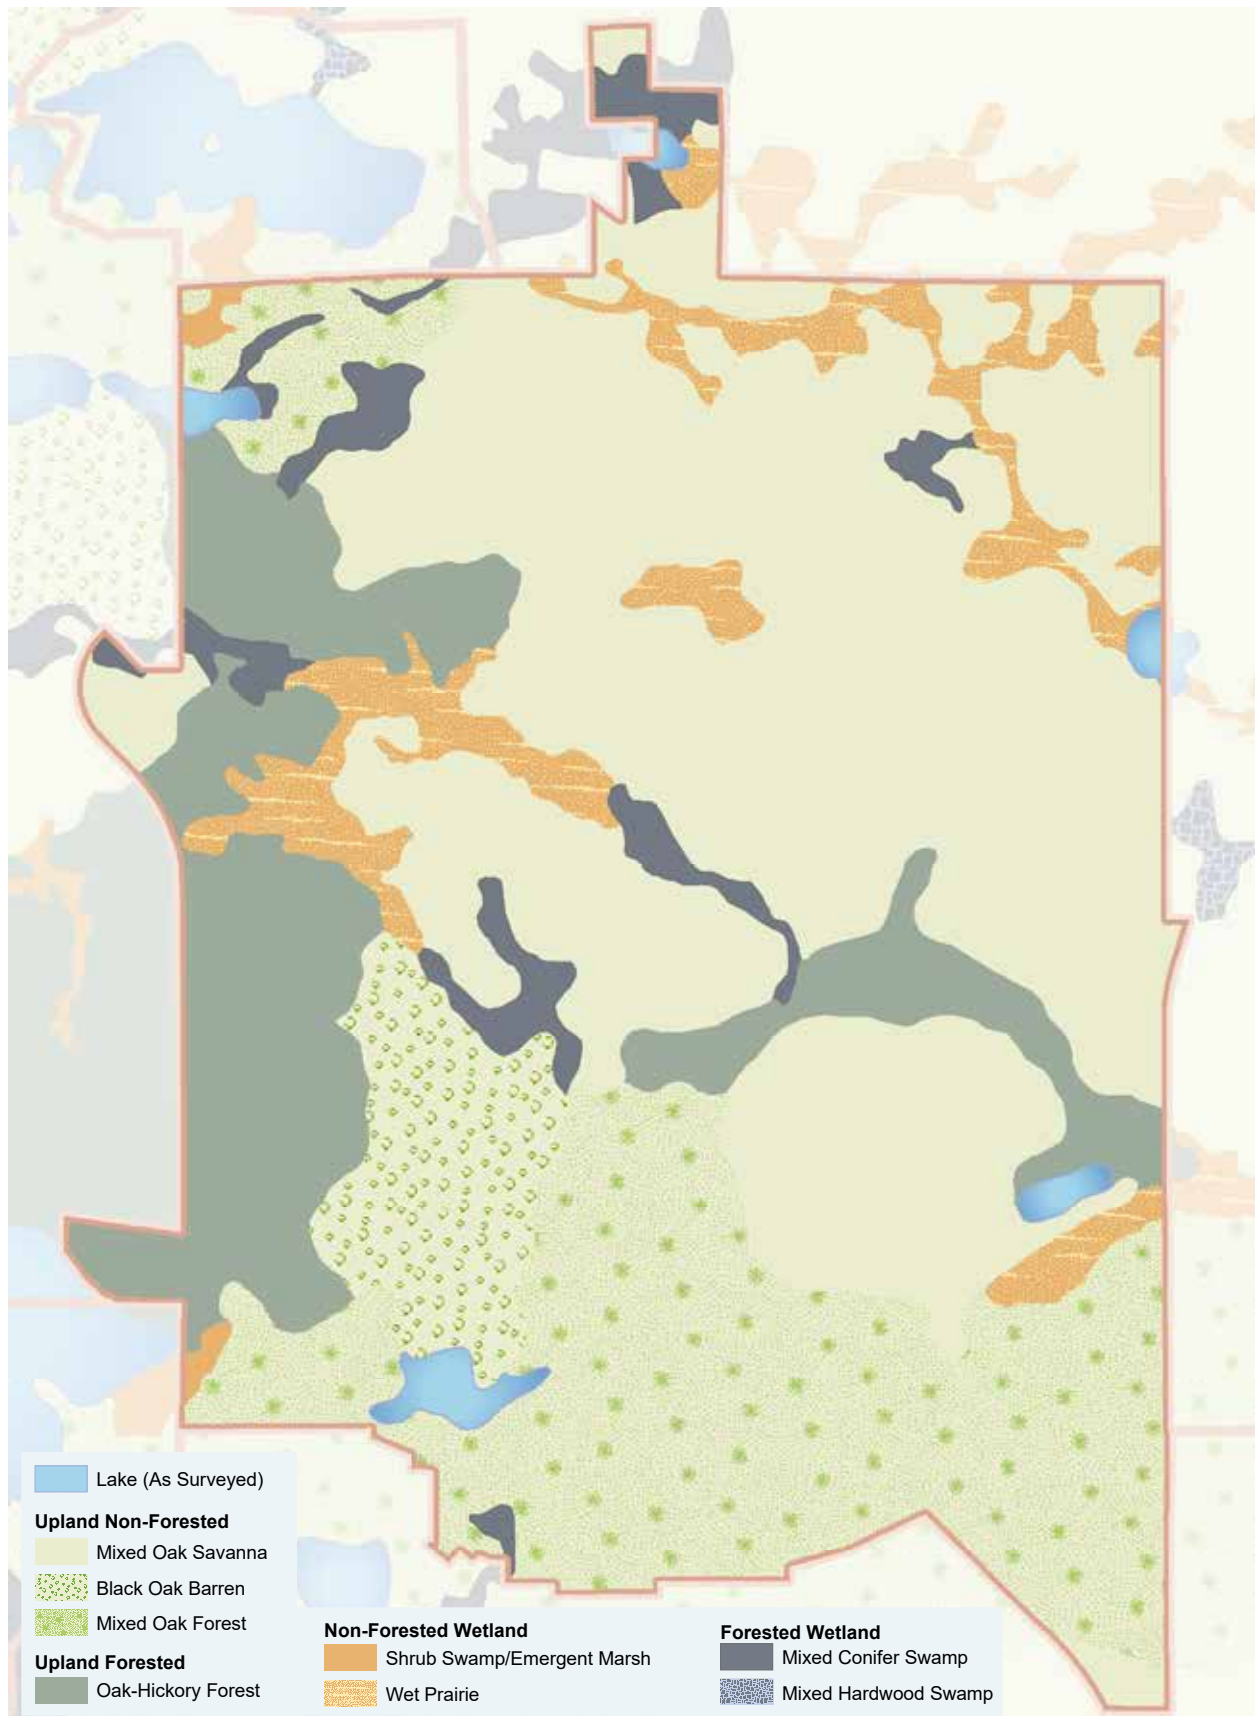 Lake (As Surveyed)
Upland Non-Forested
Mixed Oak Savanna
Black Oak Barren
Mixed Oak Forest
Upland Forested
Oak-Hickory Forest
Non-Forested Wetland
Shrub Swamp/Emergent Marsh
Wet Prairie
Forested Wetland
Mixed Conifer Swamp
Mixed Hardwood Swamp